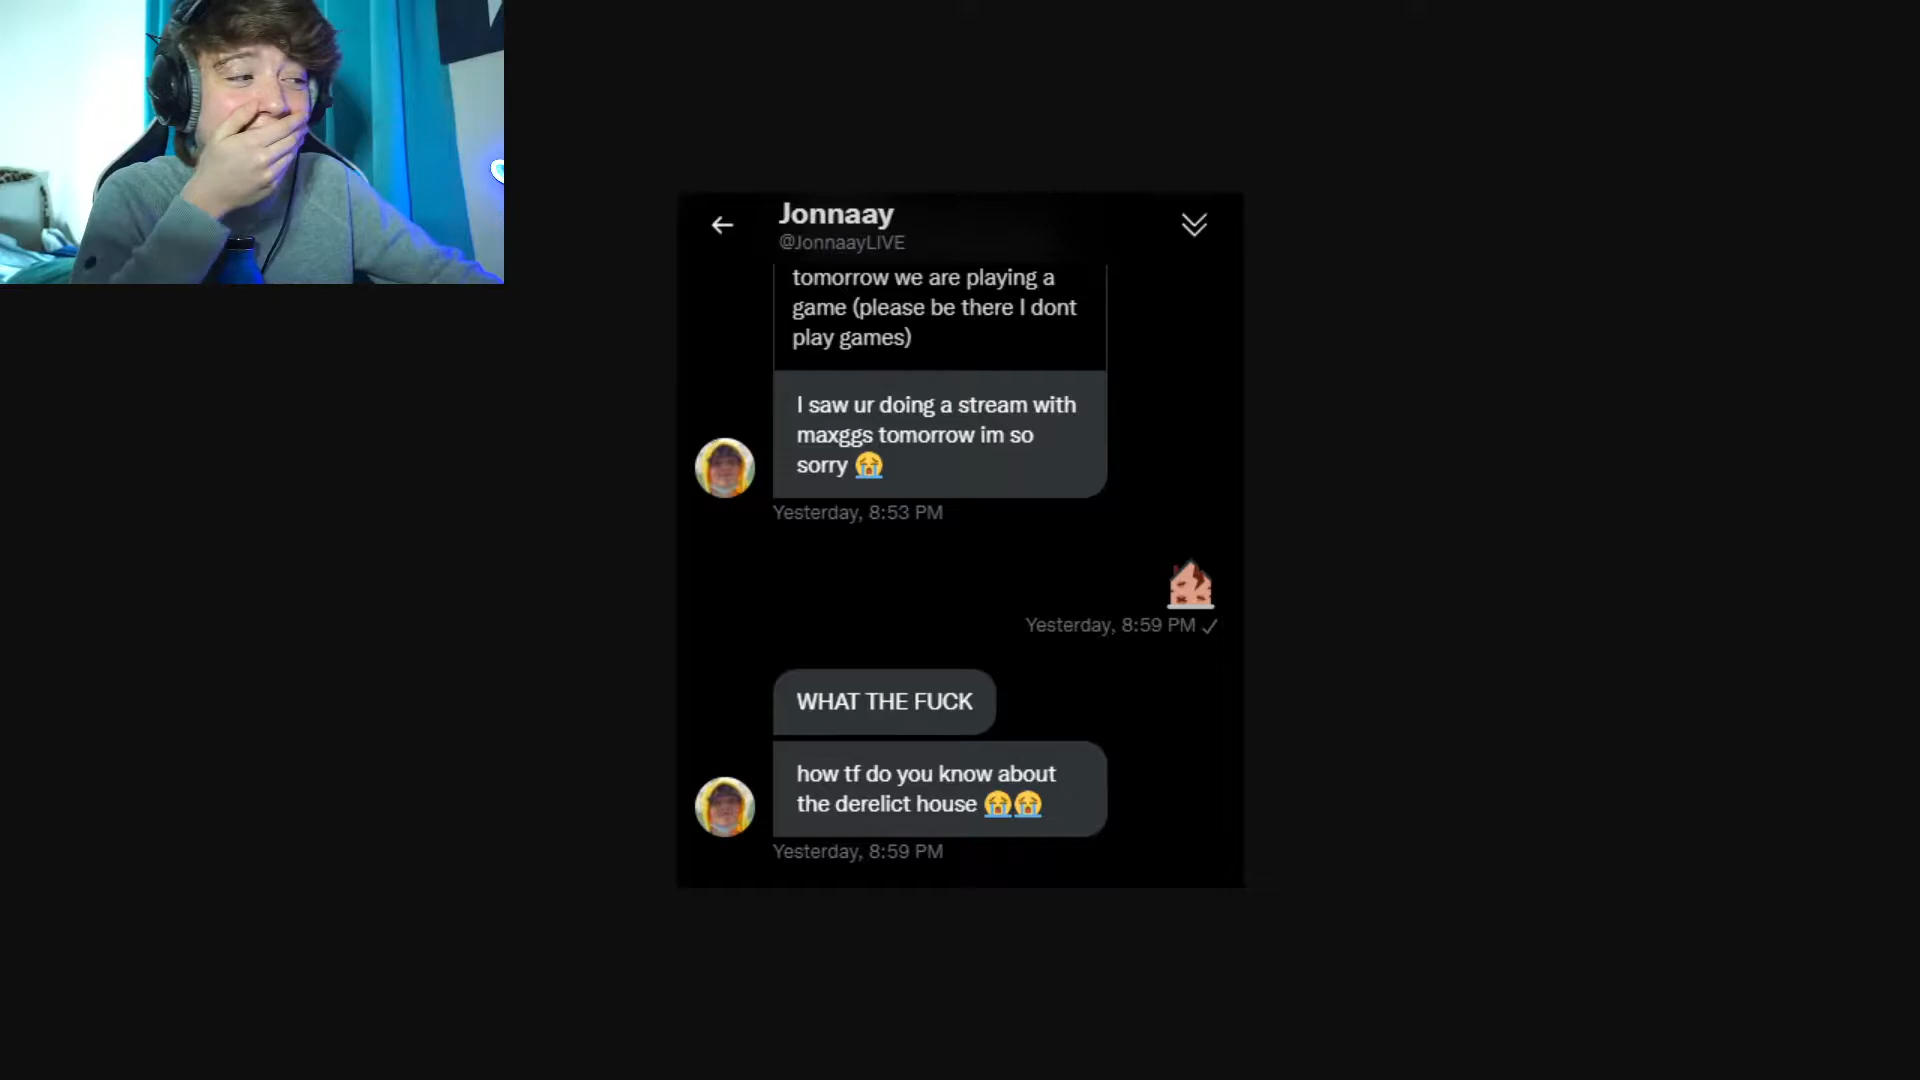 Jonnaay
@JonnaayLIVE
tomorrow we are playing a
game (please be there I dont
play games)
I saw ur doing a stream with
maxggs tomorrow im so
sorry 😭
Yesterday, 8:53 PM
🏚️
Yesterday, 8:59 PM ✓
WHAT THE FUCK
how tf do you know about
the derelict house 😭😭
Yesterday, 8:59 PM